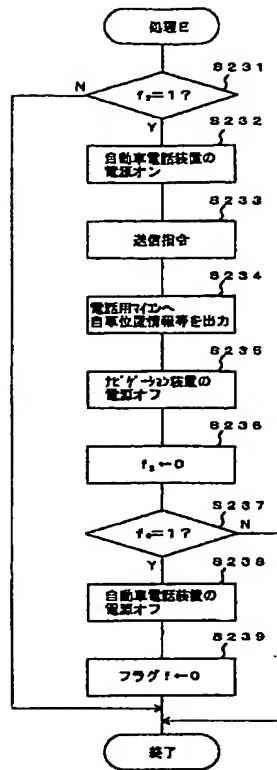 処理E
S231
N
f₂=1?
Y
S232
自動車電話装置の
電源オン
S233
送信指令
S234
電話用マイコンへ
自車位置情報等を出力
S235
ナビゲーション装置の
電源オフ
S236
←0
S237
=1?
N
Y
S238
自動車電話装置の
電源オフ
S239
フラグf←0
終了